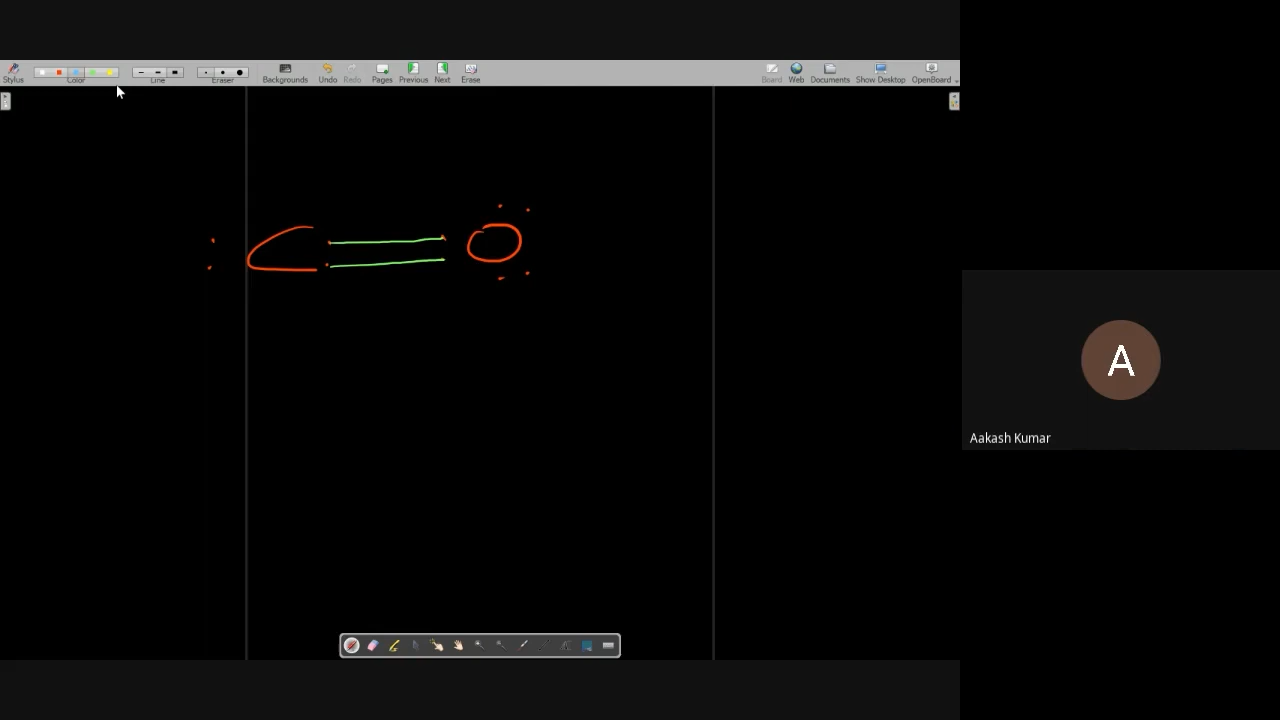 Stylus Color Line Eraser Backgrounds Undo Redo Pages Previous Next Erase Board Web Documents Show Desktop OpenBoard
C O
A
Aakash Kumar